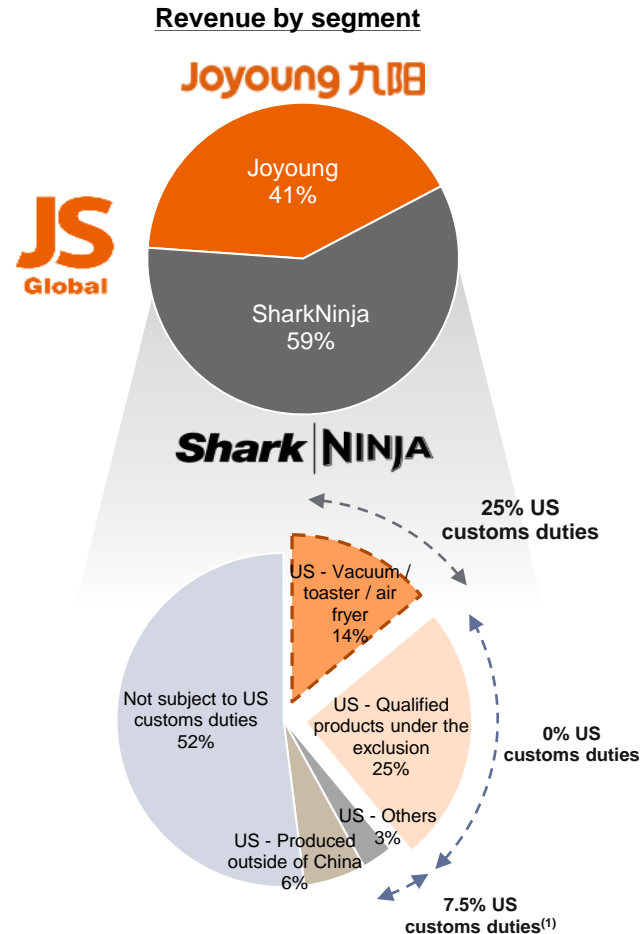 Revenue by segment
Joyoung 九阳
Joyoung
41%
JS
Global
SharkNinja
59%
Shark NINJA
25% US
customs duties
US - Vacuum /
toaster / air
fryer
14%
Not subject to US
customs duties
52%
US - Qualified
products under the
exclusion
25%
0% US
customs duties
US - Others
3%
US - Produced
outside of China
6%
7.5% US
customs duties(1)